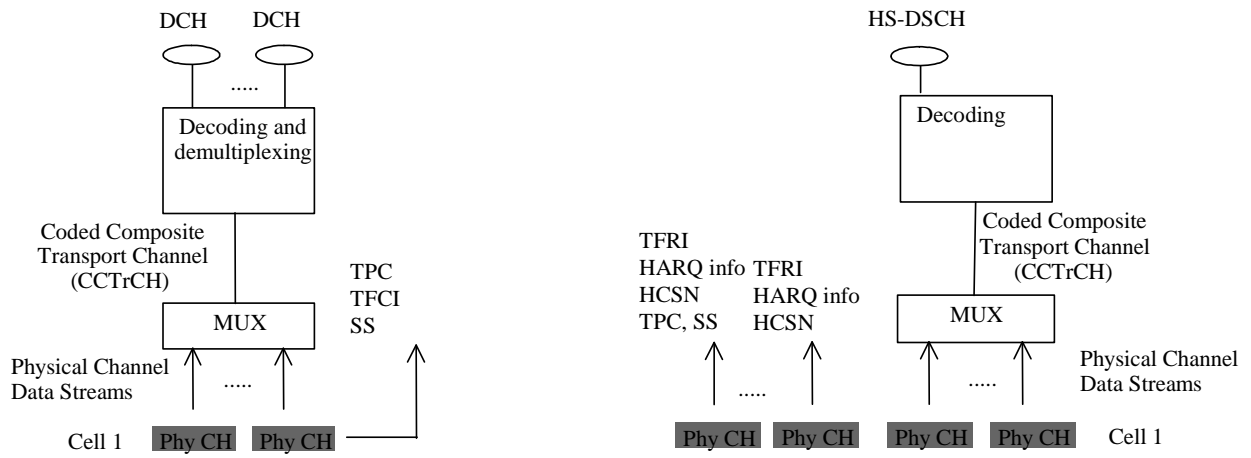 DCH DCH
.....
Decoding and
demultiplexing
Coded Composite
Transport Channel
(CCTrCH)
TPC
TFCI
SS
MUX
Physical Channel
Data Streams
.....
Cell 1 Phy CH Phy CH
HS-DSCH
Decoding
Coded Composite
Transport Channel
(CCTrCH)
TFRI
HARQ info
HCSN
TPC, SS
TFRI
HARQ info
HCSN
MUX
Physical Channel
Data Streams
.....
.....
Phy CH Phy CH Phy CH Phy CH Cell 1